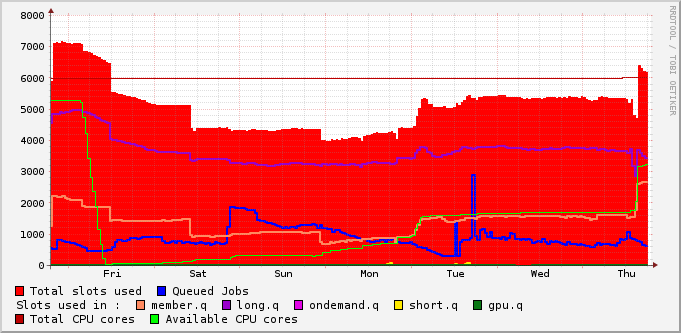 8000
7000
6000
5000
4000
3000
2000
1000
0
Fri Sat Sun Mon Tue Wed Thu
Total slots used Queued Jobs
Slots used in : member.q long.q ondemand.q short.q gpu.q
Total CPU cores Available CPU cores
RRDTOOL / TOBI OETIKER